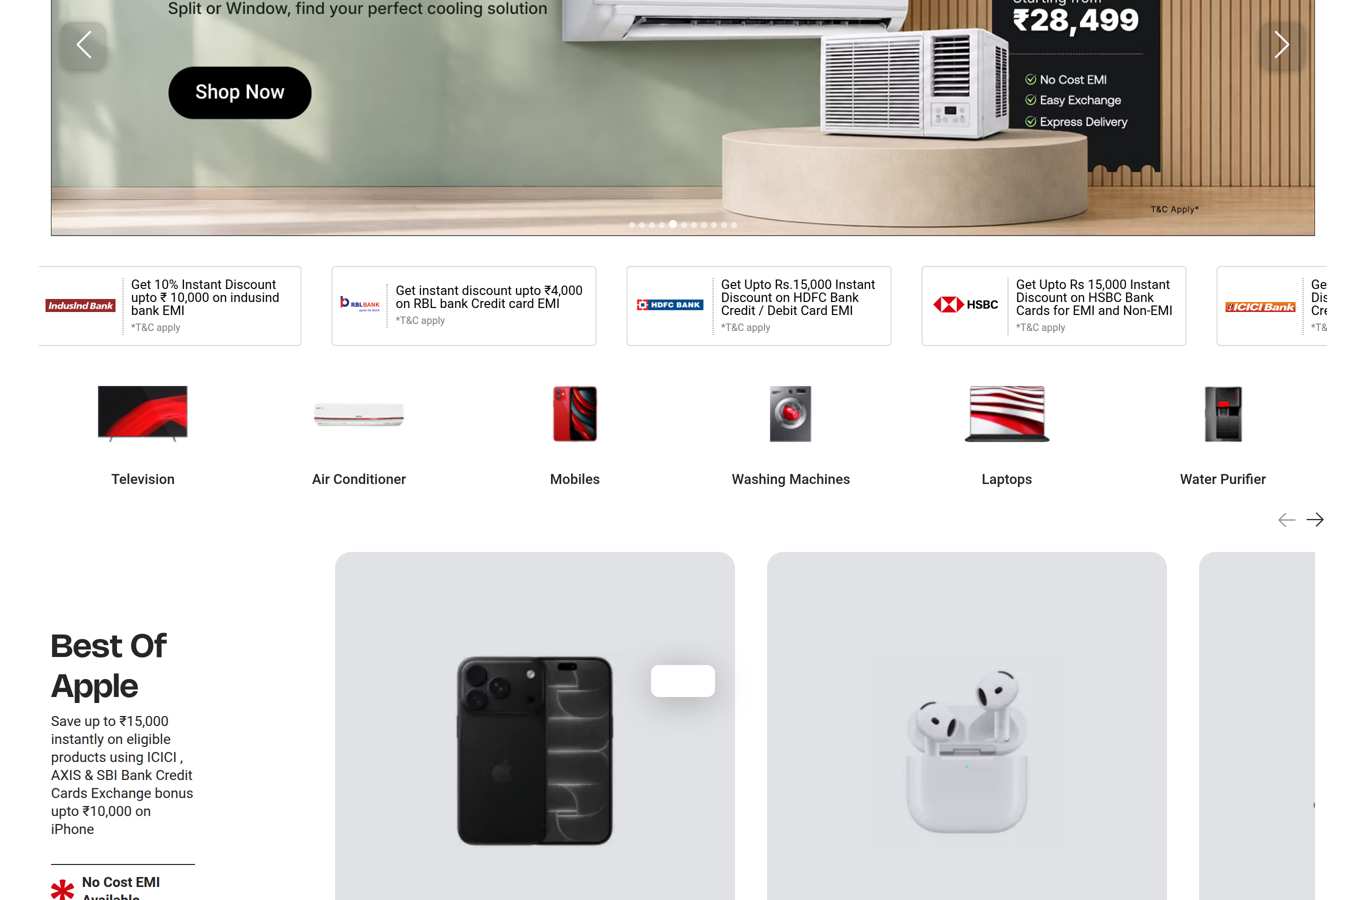 Split or Window, find your perfect cooling solution
Shop Now
Starting from
₹28,499
No Cost EMI
Easy Exchange
Express Delivery
T&C Apply*
IndusInd Bank
Get 10% Instant Discount
upto ₹ 10,000 on indusind
bank EMI
*T&C apply
RBLBANK
Get instant discount upto ₹4,000
on RBL bank Credit card EMI
*T&C apply
HDFC BANK
Get Upto Rs.15,000 Instant
Discount on HDFC Bank
Credit / Debit Card EMI
*T&C apply
HSBC
Get Upto Rs 15,000 Instant
Discount on HSBC Bank
Cards for EMI and Non-EMI
*T&C apply
ICICI Bank
Television
Air Conditioner
Mobiles
Washing Machines
Laptops
Water Purifier
Best Of
Apple
Save up to ₹15,000
instantly on eligible
products using ICICI ,
AXIS & SBI Bank Credit
Cards Exchange bonus
upto ₹10,000 on
iPhone
No Cost EMI
Available